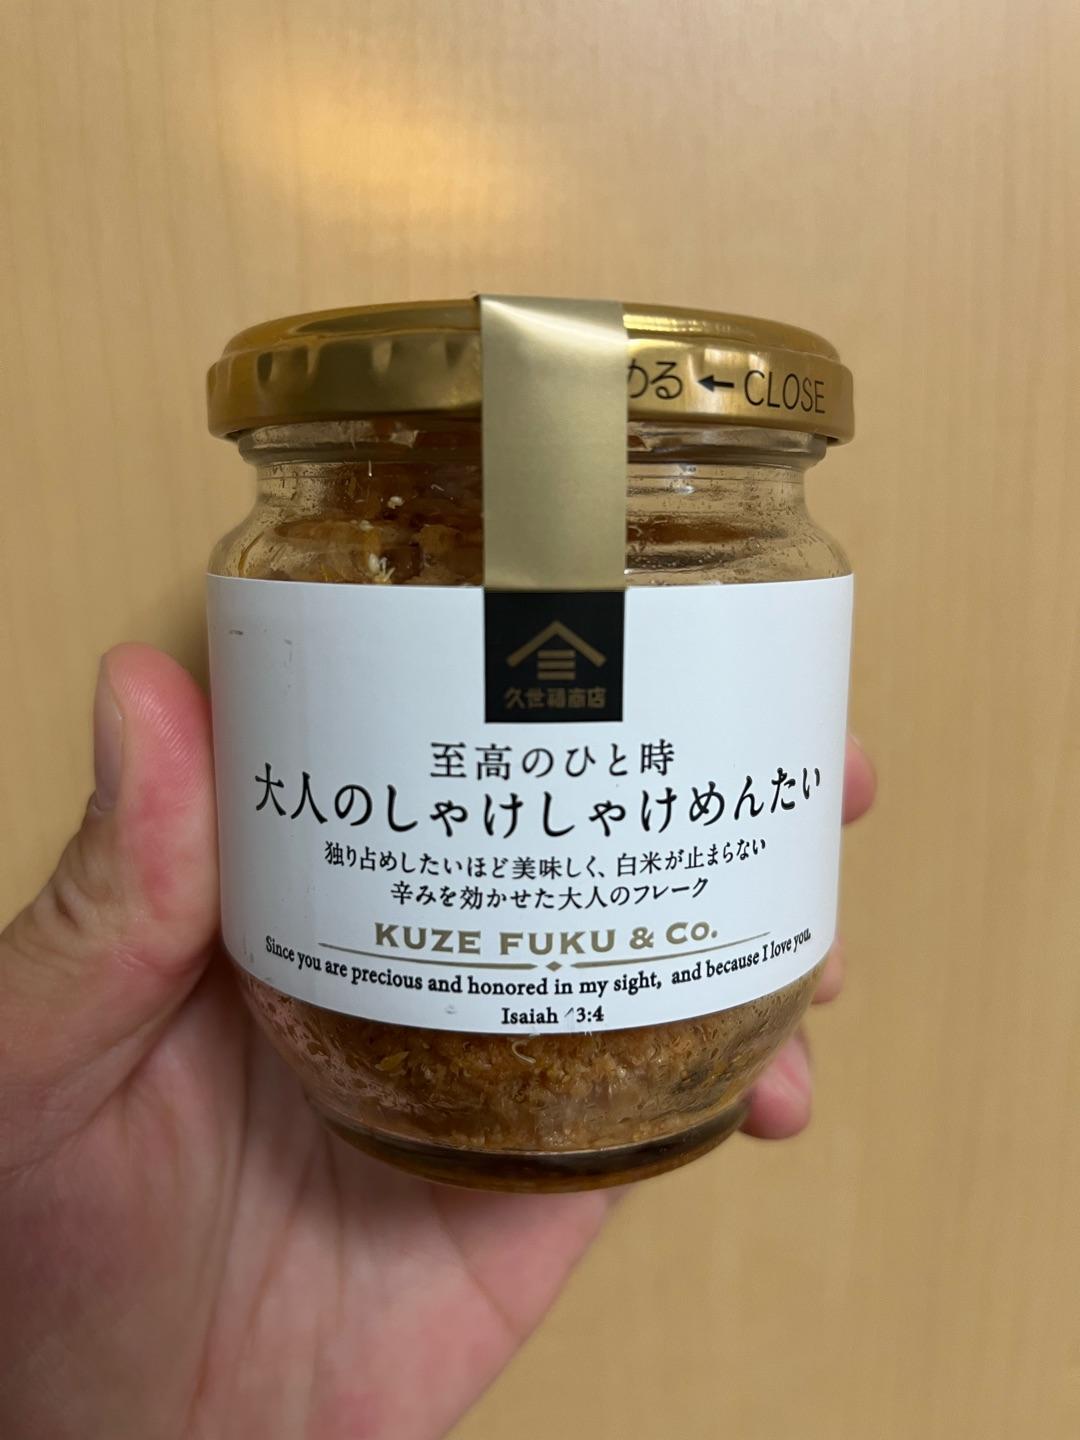 める ← CLOSE
久世福商店
至高のひと時
大人のしゃけしゃけめんたい
独り占めしたいほど美味しく、白米が止まらない
辛みを効かせた大人のフレーク
KUZE FUKU & Co.
Since you are precious and honored in my sight, and because I love you.
Isaiah 3:4